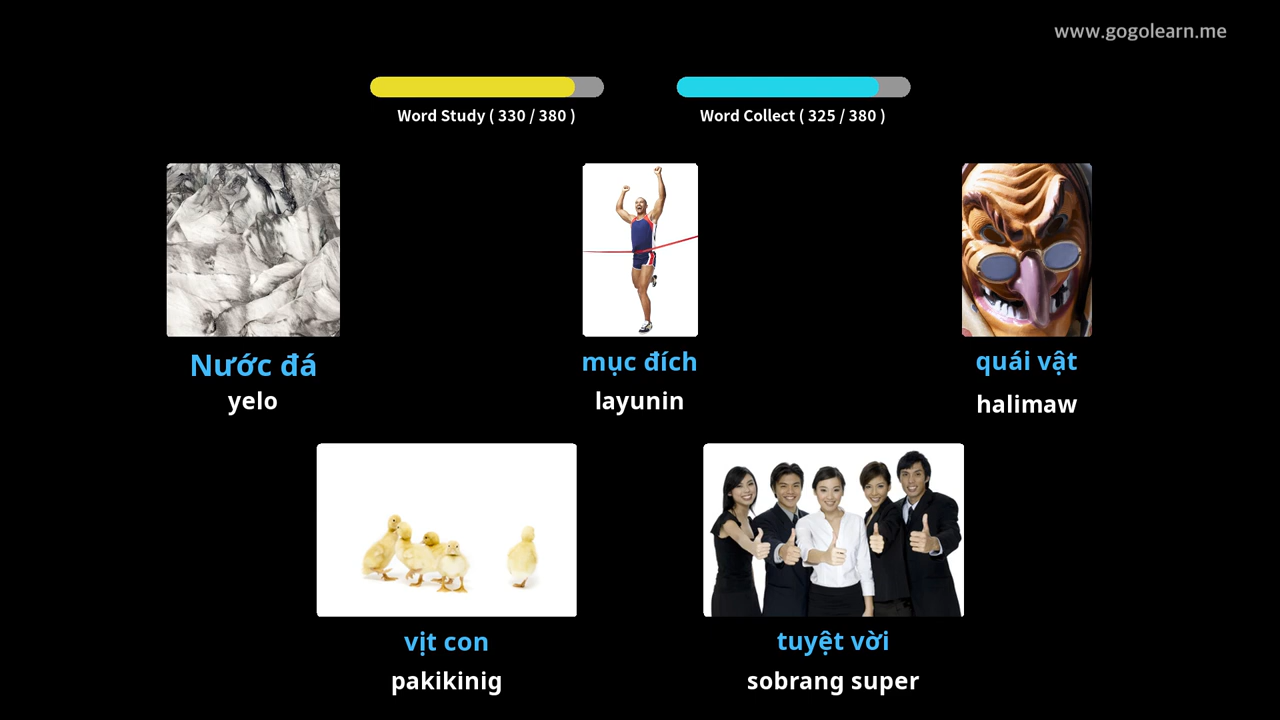 www.gogolearn.me
Word Study ( 330 / 380 )
Word Collect ( 325 / 380 )
Nước đá
yelo
mục đích
layunin
quái vật
halimaw
vịt con
pakikinig
tuyệt vời
sobrang super